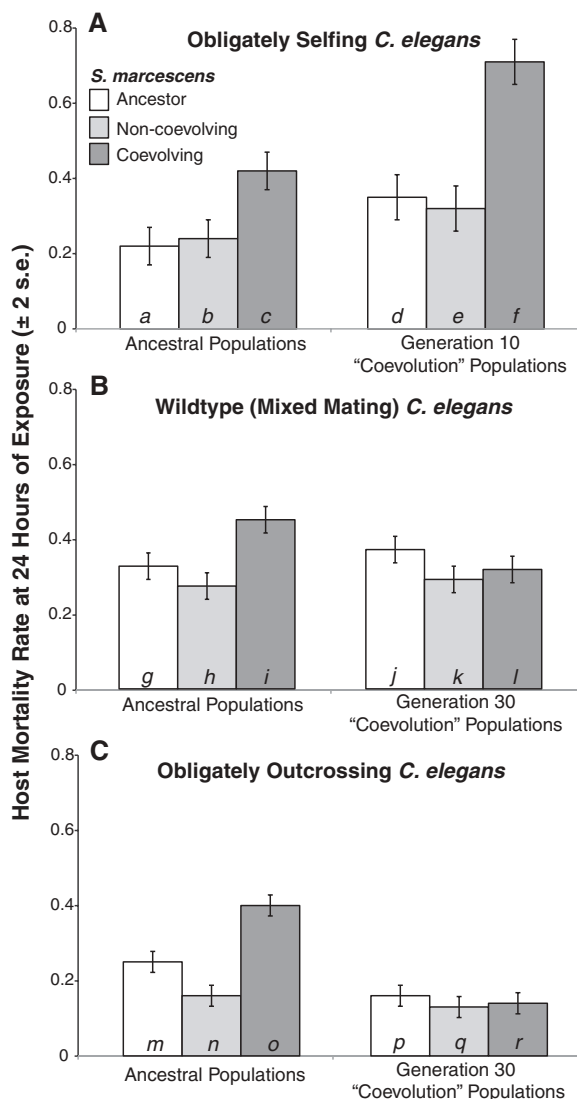 Host Mortality Rate at 24 Hours of Exposure (± 2 s.e.)
A
Obligately Selfing C. elegans
S. marcescens
Ancestor
Non-coevolving
Coevolving
0.8
0.6
0.4
0.2
0
a b c d e f
Ancestral Populations
Generation 10
“Coevolution” Populations
B
Wildtype (Mixed Mating) C. elegans
0.8
0.6
0.4
0.2
0
g h i j k l
Ancestral Populations
Generation 30
“Coevolution” Populations
C
Obligately Outcrossing C. elegans
0.8
0.6
0.4
0.2
0
m n o p q r
Ancestral Populations
Generation 30
“Coevolution” Populations